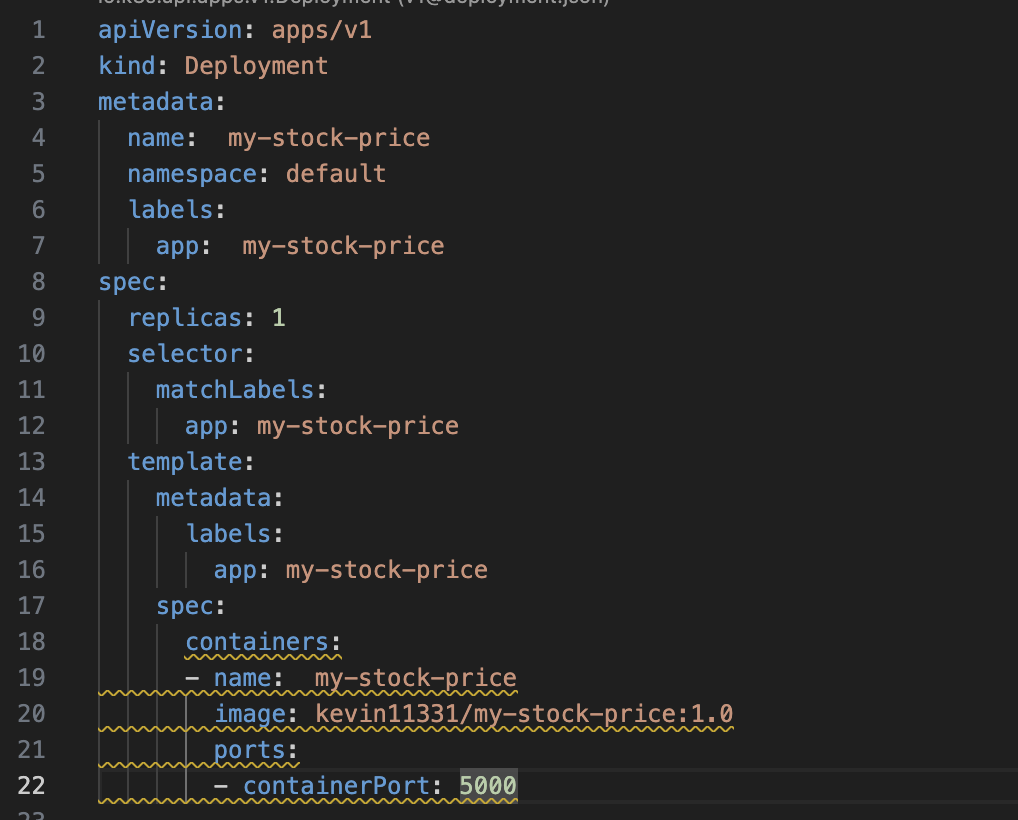 io.k8s.api.apps.v1.Deployment (v1@deployment.json)
1 apiVersion: apps/v1
2 kind: Deployment
3 metadata:
4   name:  my-stock-price
5   namespace: default
6   labels:
7     app:  my-stock-price
8 spec:
9   replicas: 1
10   selector:
11     matchLabels:
12       app: my-stock-price
13   template:
14     metadata:
15       labels:
16         app: my-stock-price
17     spec:
18       containers:
19       - name:  my-stock-price
20         image: kevin11331/my-stock-price:1.0
21         ports:
22         - containerPort: 5000
23